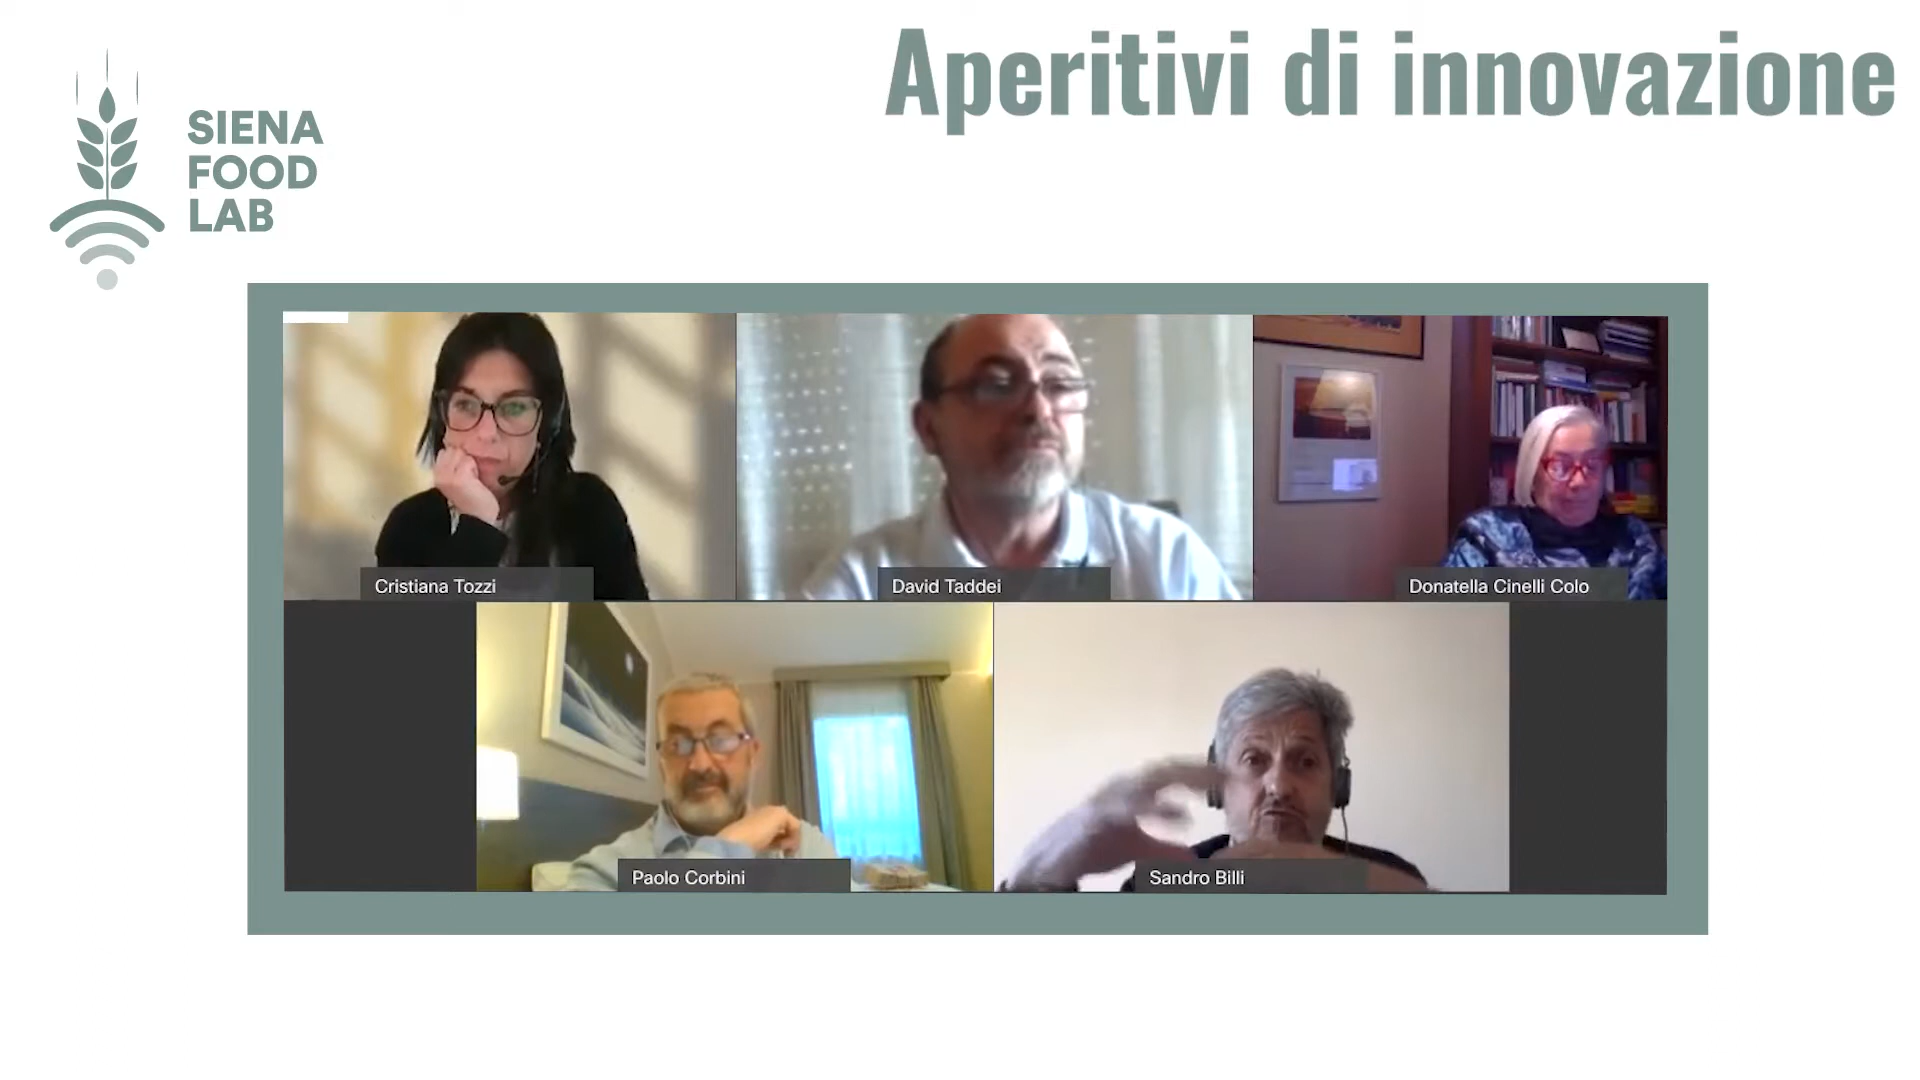 Aperitivi di innovazione
SIENA
FOOD
LAB
Cristiana Tozzi
David Taddei
Donatella Cinelli Colo
Paolo Corbini
Sandro Billi